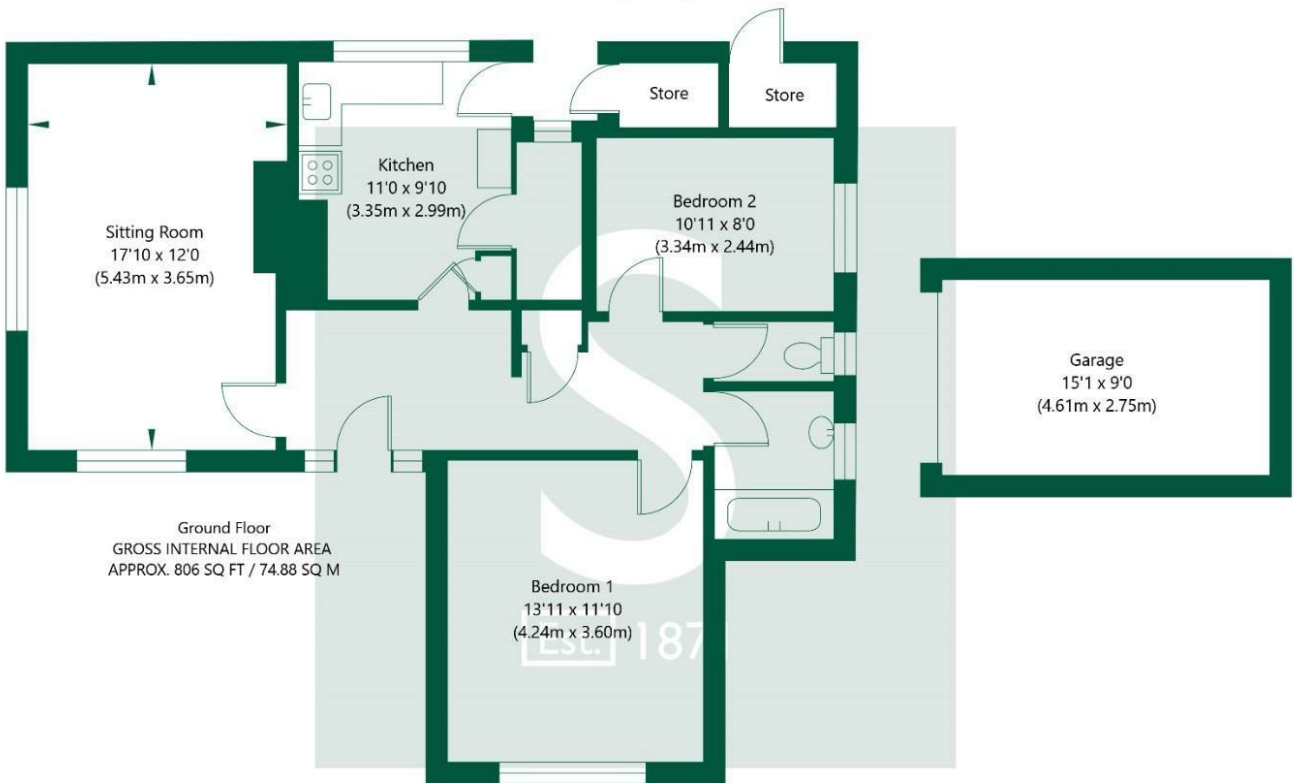 Store
Store
Kitchen
11'0 x 9'10
(3.35m x 2.99m)
Bedroom 2
10'11 x 8'0
(3.34m x 2.44m)
Sitting Room
17'10 x 12'0
(5.43m x 3.65m)
Garage
15'1 x 9'0
(4.61m x 2.75m)
Ground Floor
GROSS INTERNAL FLOOR AREA
APPROX. 806 SQ FT / 74.88 SQ M
Bedroom 1
13'11 x 11'10
(4.24m x 3.60m)
S
Est. 187